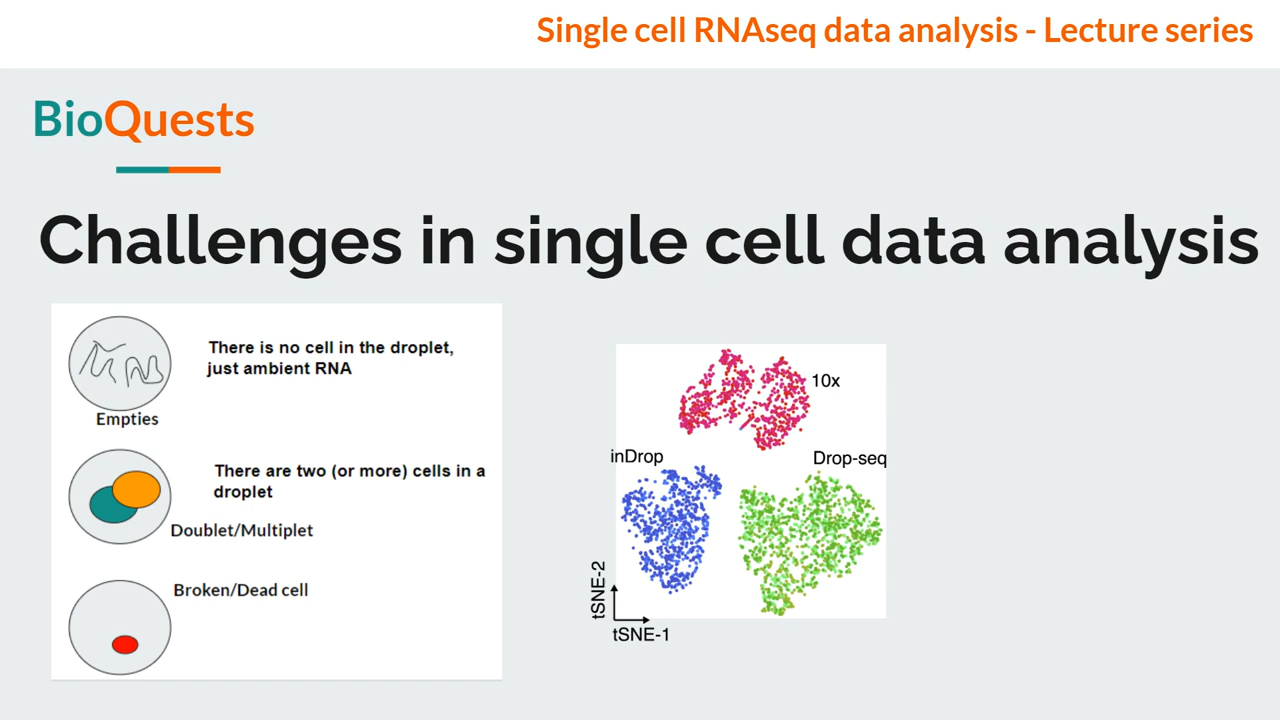 Single cell RNAseq data analysis - Lecture series
BioQuests
Challenges in single cell data analysis
There is no cell in the droplet,
just ambient RNA
Empties
There are two (or more) cells in a
droplet
Doublet/Multiplet
Broken/Dead cell
10x
inDrop
Drop-seq
tSNE-2
tSNE-1